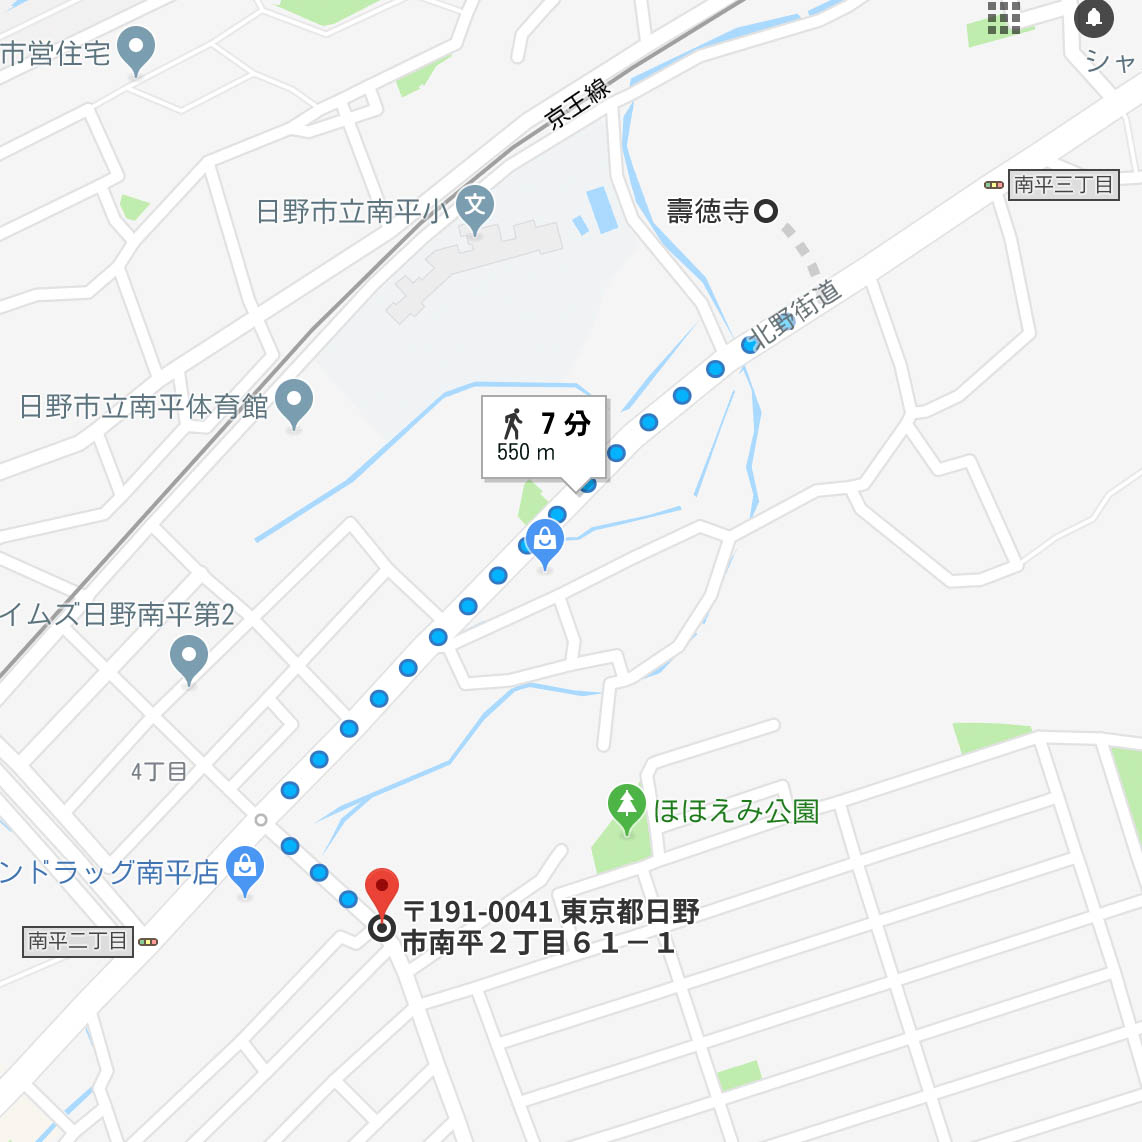 市営住宅
シャ
京王線
南平三丁目
日野市立南平小
文
壽徳寺
北野街道
日野市立南平体育館
7 分
550 m
イムズ日野南平第2
4丁目
ほほえみ公園
ンドラッグ南平店
〒191-0041 東京都日野
市南平２丁目６１－１
南平二丁目